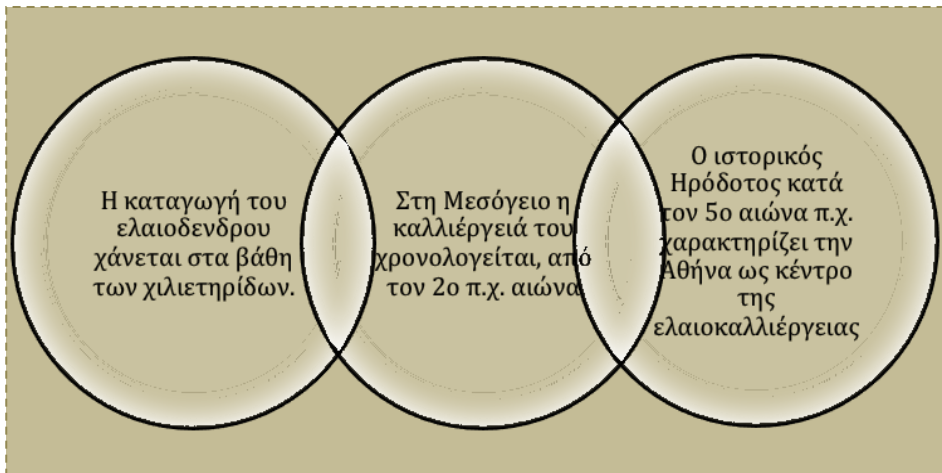 Η καταγωγή του
ελαιοδενδρου
χάνεται στα βάθη
των χιλιετηρίδων.
Στη Μεσόγειο η
καλλιέργειά του
χρονολογείται, από
τον 2ο π.χ. αιώνα
Ο ιστορικός
Ηρόδοτος κατά
τον 5ο αιώνα π.χ.
χαρακτηρίζει την
Αθήνα ως κέντρο
της
ελαιοκαλλιέργειας